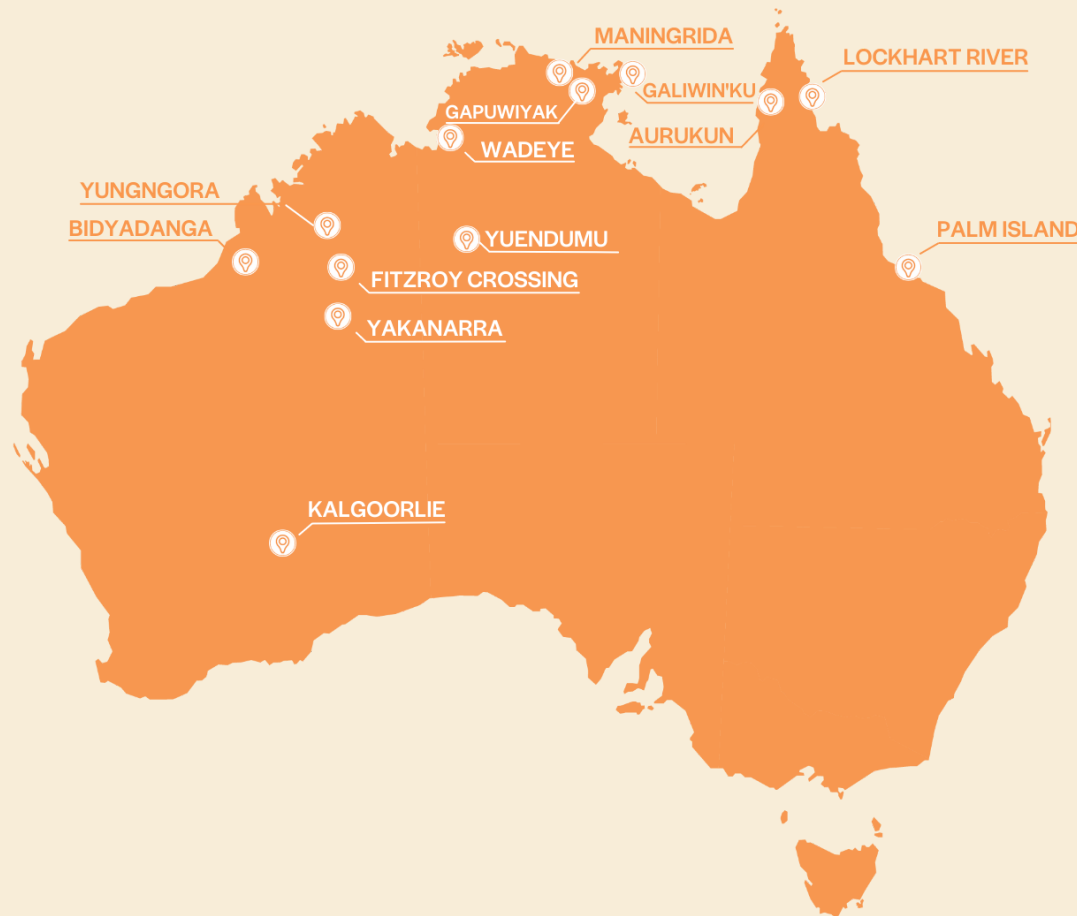 MANINGRIDA
LOCKHART RIVER
GALIWIN'KU
GAPUWIYAK
AURUKUN
WADEYE
YUNGNGORA
BIDYADANGA
PALM ISLAND
YUENDUMU
FITZROY CROSSING
YAKANARRA
KALGOORLIE